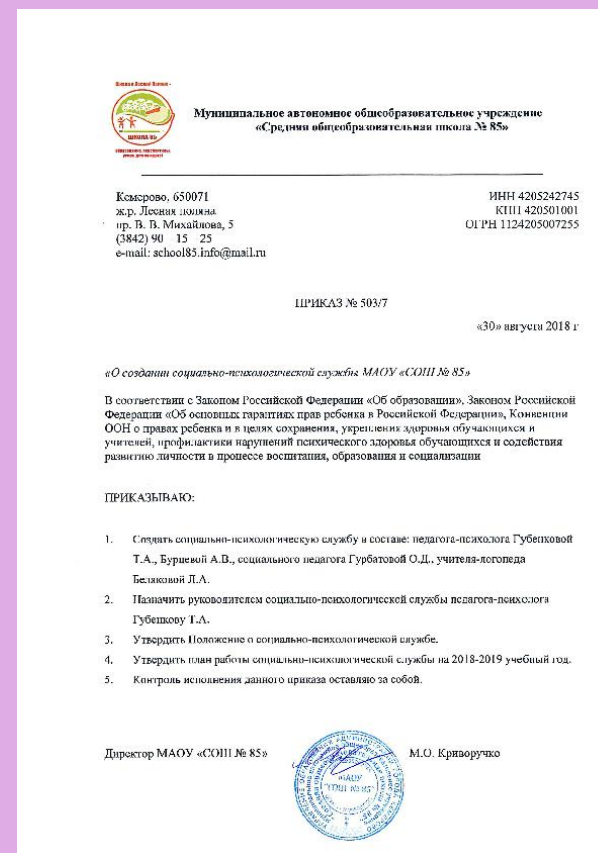 Муниципальное автономное общеобразовательное учреждение
«Средняя общеобразовательная школа № 85»
Кемерово, 650071
ж.р. Лесная поляна
пр. В. В. Михайлова, 5
(3842) 90 15 25
e-mail: school85.info@mail.ru
ИНН 4205242745
КПП 420501001
ОГРН 1124205007255
ПРИКАЗ № 503/7
«30» августа 2018 г
«О создании социально-психологической службы МАОУ «СОШ № 85»
В соответствии с Законом Российской Федерации «Об образовании», Законом Российской
Федерации «Об основных гарантиях прав ребенка в Российской Федерации», Конвенции
ООН о правах ребенка и в целях сохранения, укрепления здоровья обучающихся и
учителей, профилактики нарушений психического здоровья обучающихся и содействия
развитию личности в процессе воспитания, образования и социализации
ПРИКАЗЫВАЮ:
1. Создать социально-психологическую службу в составе: педагога-психолога Губенковой
Т.А., Бурцевой А.В., социального педагога Гурбатовой О.Д., учителя-логопеда
Беляковой Л.А.
2. Назначить руководителем социально-психологической службы педагога-психолога
Губенкову Т.А.
3. Утвердить Положение о социально-психологической службе.
4. Утвердить план работы социально-психологической службы на 2018-2019 учебный год.
5. Контроль исполнения данного приказа оставляю за собой.
Директор МАОУ «СОШ № 85»
М.О. Криворучко
МАОУ
"СОШ № 85"